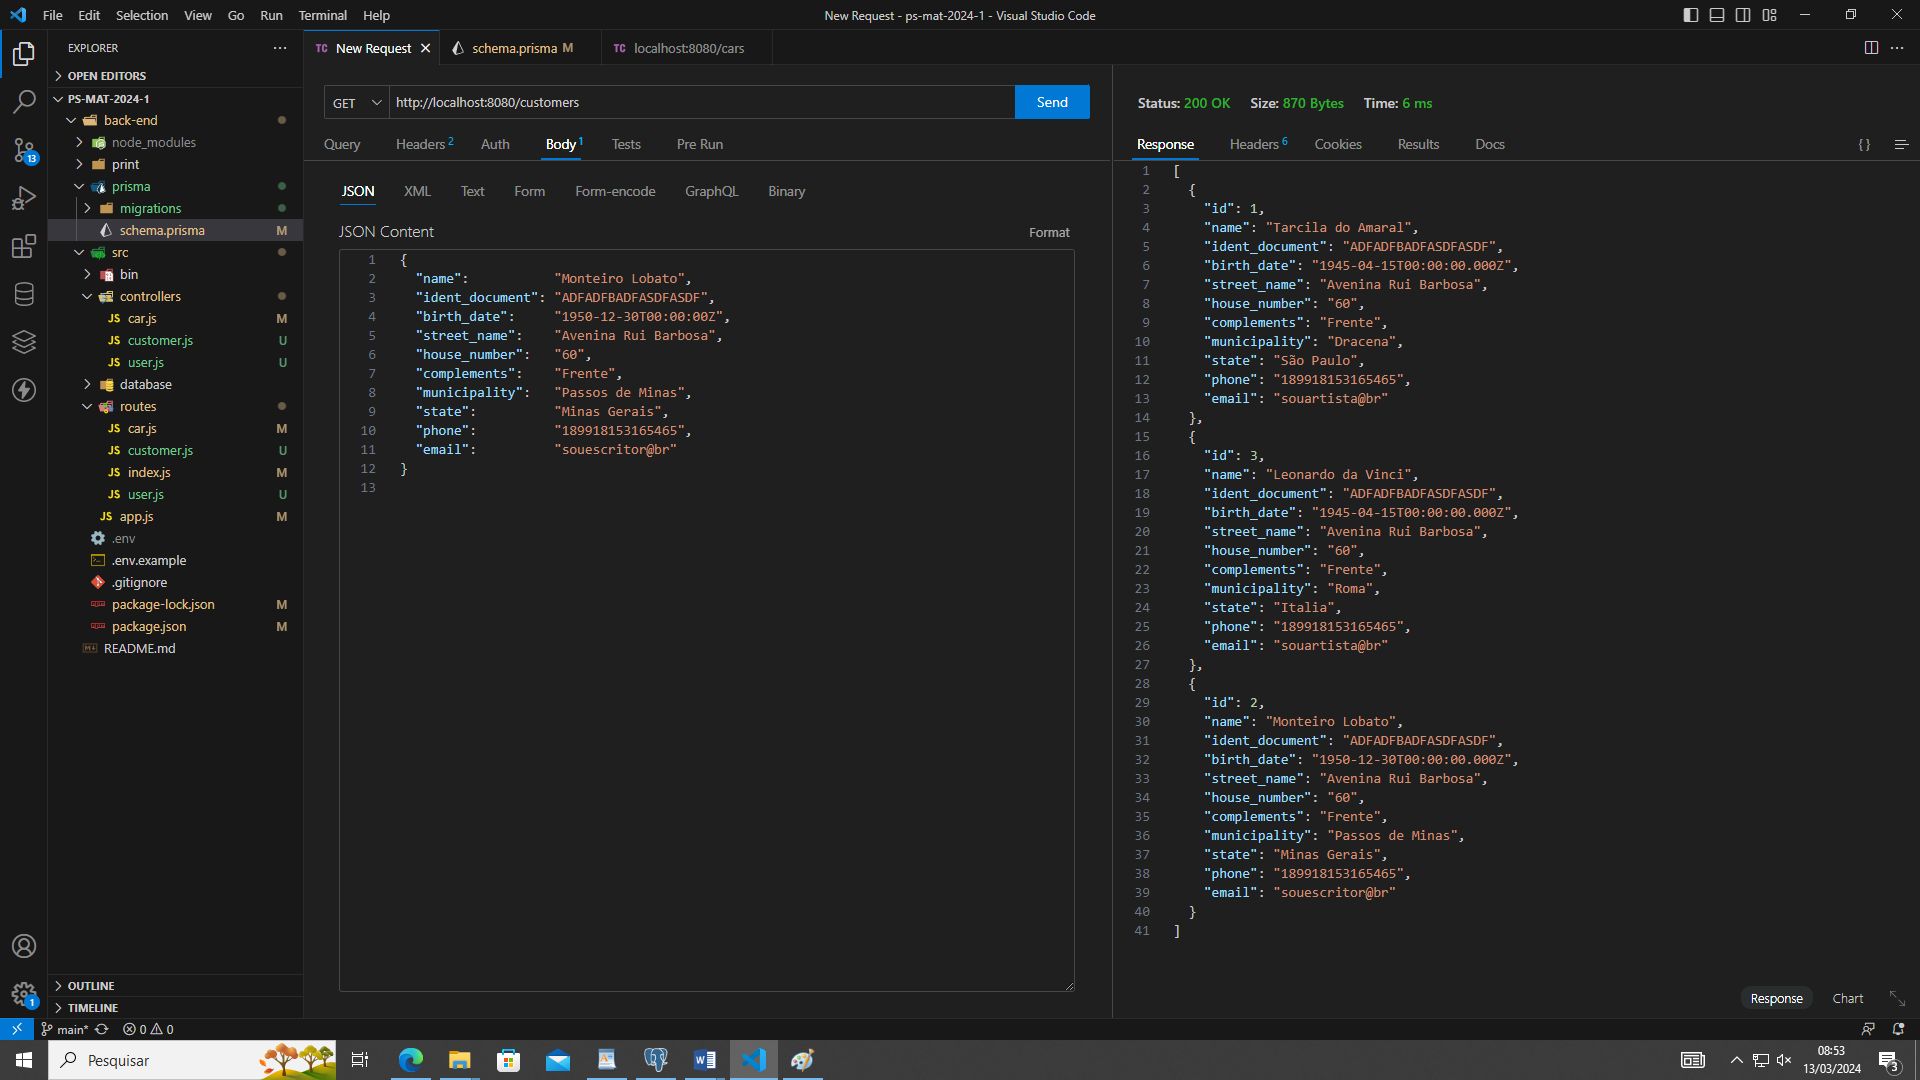 File Edit Selection View Go Run Terminal Help
New Request - ps-mat-2024-1 - Visual Studio Code
EXPLORER
OPEN EDITORS
PS-MAT-2024-1
back-end
node_modules
print
prisma
migrations
schema.prisma M
src
bin
controllers
JS car.js M
JS customer.js U
JS user.js U
database
routes
JS car.js M
JS customer.js U
JS index.js M
JS user.js U
JS app.js M
.env
.env.example
.gitignore
package-lock.json M
package.json M
README.md
OUTLINE
TIMELINE
13
1
TC New Request
schema.prisma M
TC localhost:8080/cars
GET http://localhost:8080/customers Send
Query Headers 2 Auth Body 1 Tests Pre Run
JSON XML Text Form Form-encode GraphQL Binary
JSON Content Format
1 {
2 "name": "Monteiro Lobato",
3 "ident_document": "ADFADFBADFASDFASDF",
4 "birth_date": "1950-12-30T00:00:00Z",
5 "street_name": "Avenina Rui Barbosa",
6 "house_number": "60",
7 "complements": "Frente",
8 "municipality": "Passos de Minas",
9 "state": "Minas Gerais",
10 "phone": "189918153165465",
11 "email": "souescritor@br"
12 }
13
Status: 200 OK Size: 870 Bytes Time: 6 ms
Response Headers 6 Cookies Results Docs { }
1 [
2 {
3 "id": 1,
4 "name": "Tarcila do Amaral",
5 "ident_document": "ADFADFBADFASDFASDF",
6 "birth_date": "1945-04-15T00:00:00.000Z",
7 "street_name": "Avenina Rui Barbosa",
8 "house_number": "60",
9 "complements": "Frente",
10 "municipality": "Dracena",
11 "state": "São Paulo",
12 "phone": "189918153165465",
13 "email": "souartista@br"
14 },
15 {
16 "id": 3,
17 "name": "Leonardo da Vinci",
18 "ident_document": "ADFADFBADFASDFASDF",
19 "birth_date": "1945-04-15T00:00:00.000Z",
20 "street_name": "Avenina Rui Barbosa",
21 "house_number": "60",
22 "complements": "Frente",
23 "municipality": "Roma",
24 "state": "Italia",
25 "phone": "189918153165465",
26 "email": "souartista@br"
27 },
28 {
29 "id": 2,
30 "name": "Monteiro Lobato",
31 "ident_document": "ADFADFBADFASDFASDF",
32 "birth_date": "1950-12-30T00:00:00.000Z",
33 "street_name": "Avenina Rui Barbosa",
34 "house_number": "60",
35 "complements": "Frente",
36 "municipality": "Passos de Minas",
37 "state": "Minas Gerais",
38 "phone": "189918153165465",
39 "email": "souescritor@br"
40 }
41 ]
Response Chart
main* 0 0
Pesquisar
08:53
13/03/2024
3